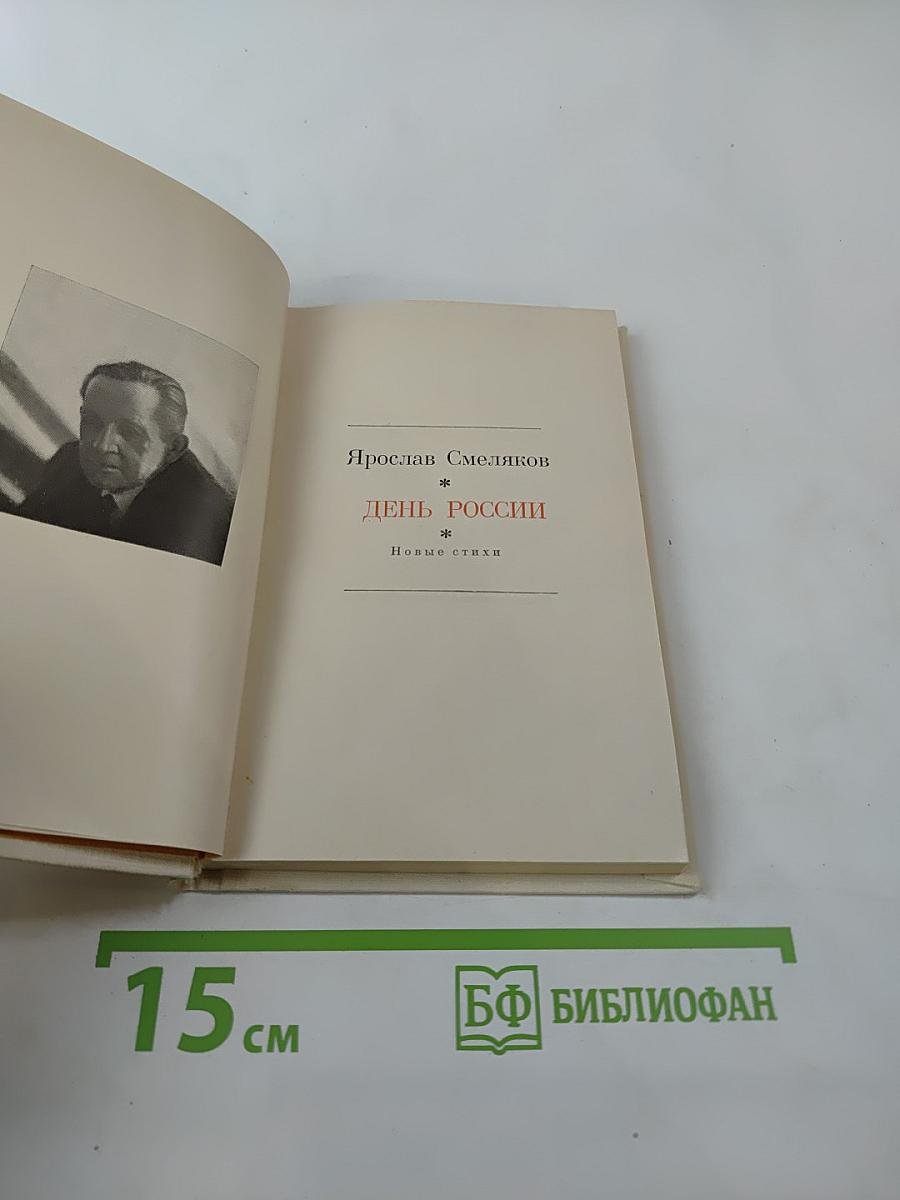 Ярослав Смеляков
*
ДЕНЬ РОССИИ
*
Новые стихи
15 см
БФ БИБЛИОФАН